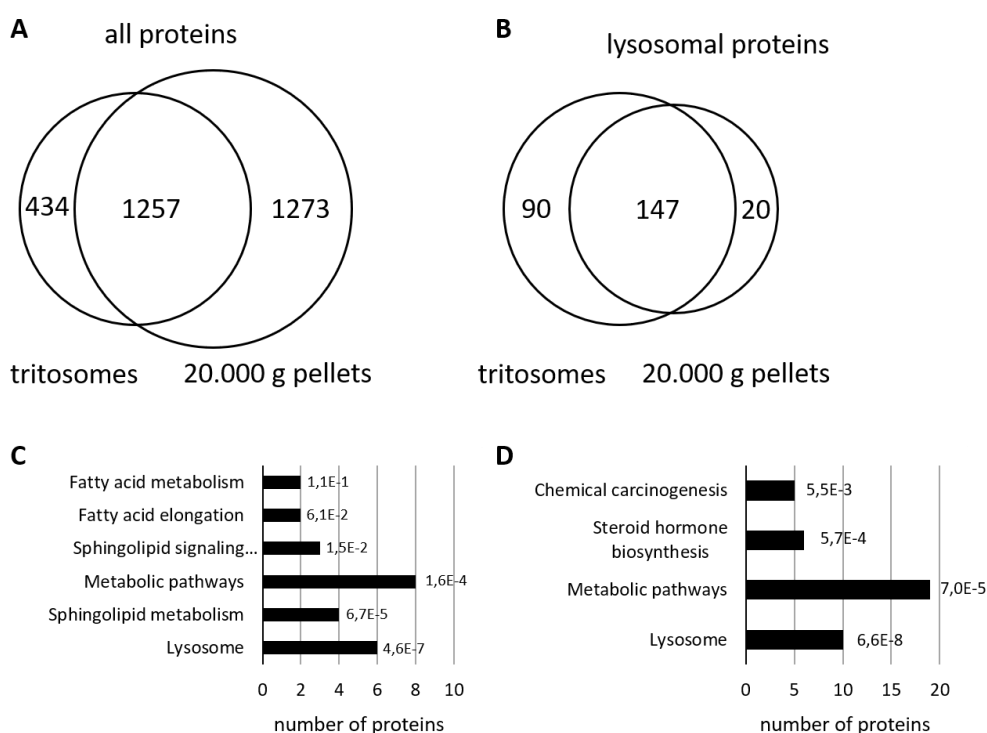 A
all proteins
434
1257
1273
tritosomes
20.000 g pellets
B
lysosomal proteins
90
147
20
tritosomes
20.000 g pellets
C
Fatty acid metabolism 1,1E-1
Fatty acid elongation 6,1E-2
Sphingolipid signaling... 1,5E-2
Metabolic pathways 1,6E-4
Sphingolipid metabolism 6,7E-5
Lysosome 4,6E-7
0 2 4 6 8 10
number of proteins
D
Chemical carcinogenesis 5,5E-3
Steroid hormone
biosynthesis 5,7E-4
Metabolic pathways 7,0E-5
Lysosome 6,6E-8
0 5 10 15 20
number of proteins